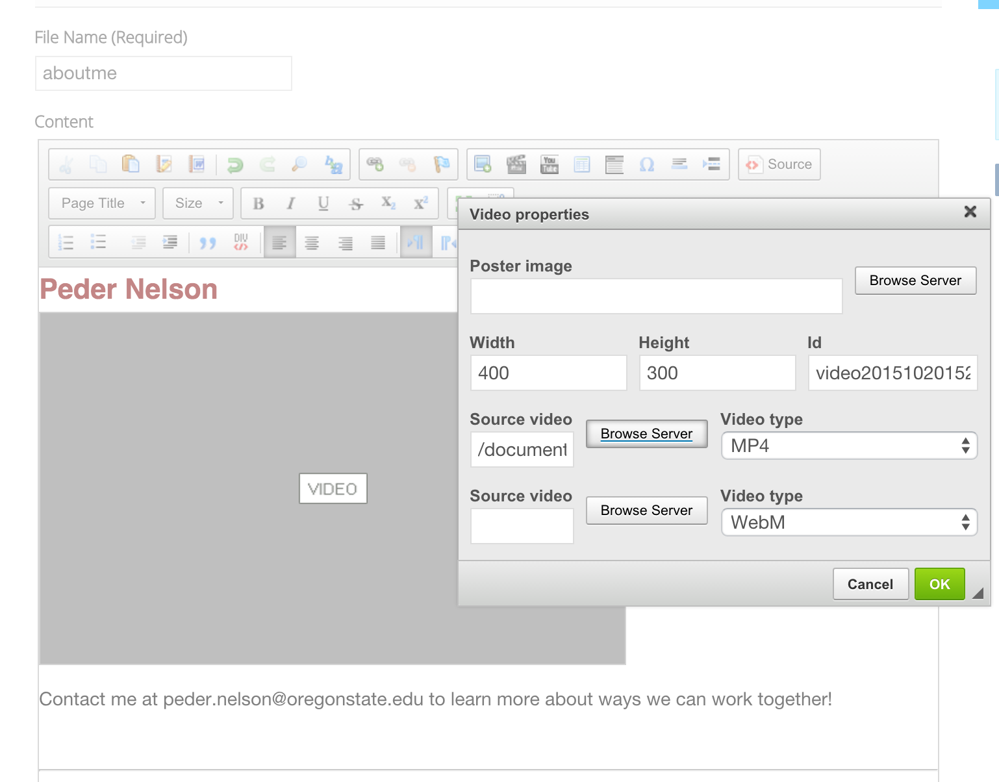 File Name (Required)
aboutme
Content
You
Tube
Source
Page Title
Size
B I U S X₂ X²
DIV
Video properties
Poster image
Browse Server
Width
Height
Id
400
300
video20151020152
Source video
Browse Server
Video type
/document
MP4
Source video
Browse Server
Video type
WebM
Cancel
OK
Peder Nelson
VIDEO
Contact me at peder.nelson@oregonstate.edu to learn more about ways we can work together!